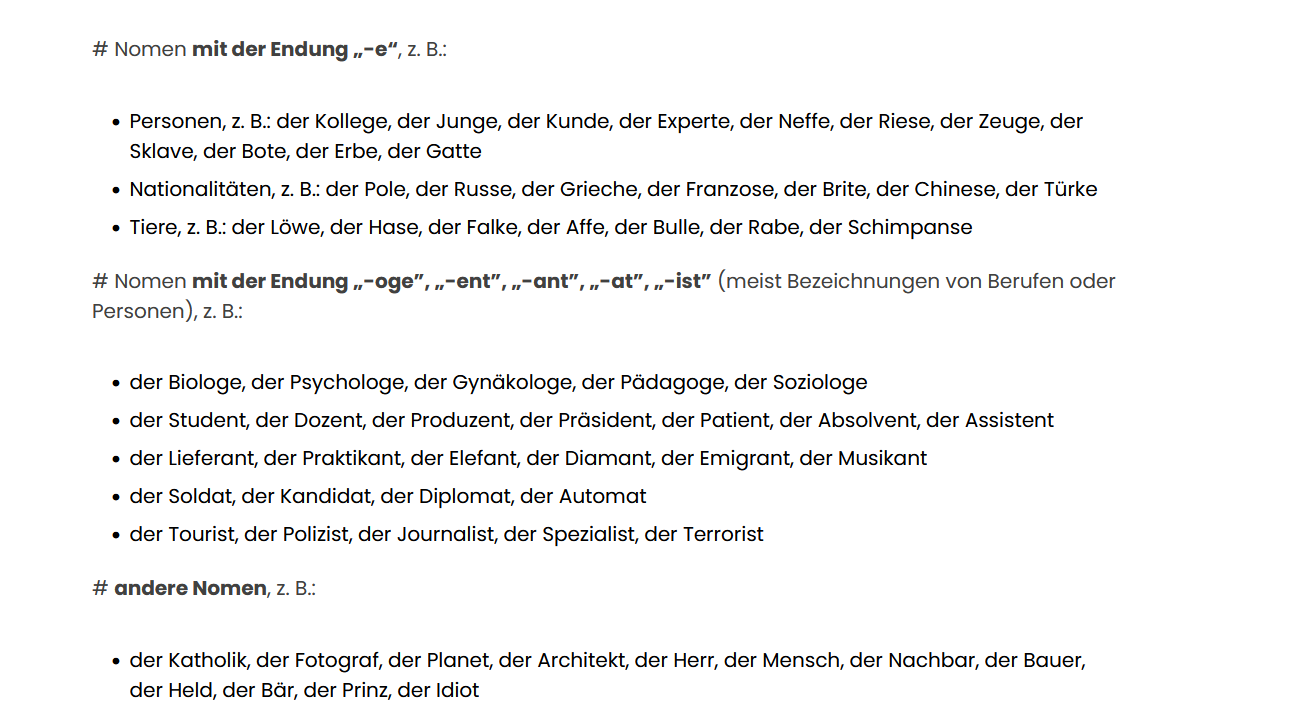 # Nomen mit der Endung „-e“, z. B.:
• Personen, z. B.: der Kollege, der Junge, der Kunde, der Experte, der Neffe, der Riese, der Zeuge, der
Sklave, der Bote, der Erbe, der Gatte
• Nationalitäten, z. B.: der Pole, der Russe, der Grieche, der Franzose, der Brite, der Chinese, der Türke
• Tiere, z. B.: der Löwe, der Hase, der Falke, der Affe, der Bulle, der Rabe, der Schimpanse
# Nomen mit der Endung „-oge”, „-ent”, „-ant”, „-at”, „-ist” (meist Bezeichnungen von Berufen oder
Personen), z. B.:
• der Biologe, der Psychologe, der Gynäkologe, der Pädagoge, der Soziologe
• der Student, der Dozent, der Produzent, der Präsident, der Patient, der Absolvent, der Assistent
• der Lieferant, der Praktikant, der Elefant, der Diamant, der Emigrant, der Musikant
• der Soldat, der Kandidat, der Diplomat, der Automat
• der Tourist, der Polizist, der Journalist, der Spezialist, der Terrorist
# andere Nomen, z. B.:
• der Katholik, der Fotograf, der Planet, der Architekt, der Herr, der Mensch, der Nachbar, der Bauer,
der Held, der Bär, der Prinz, der Idiot